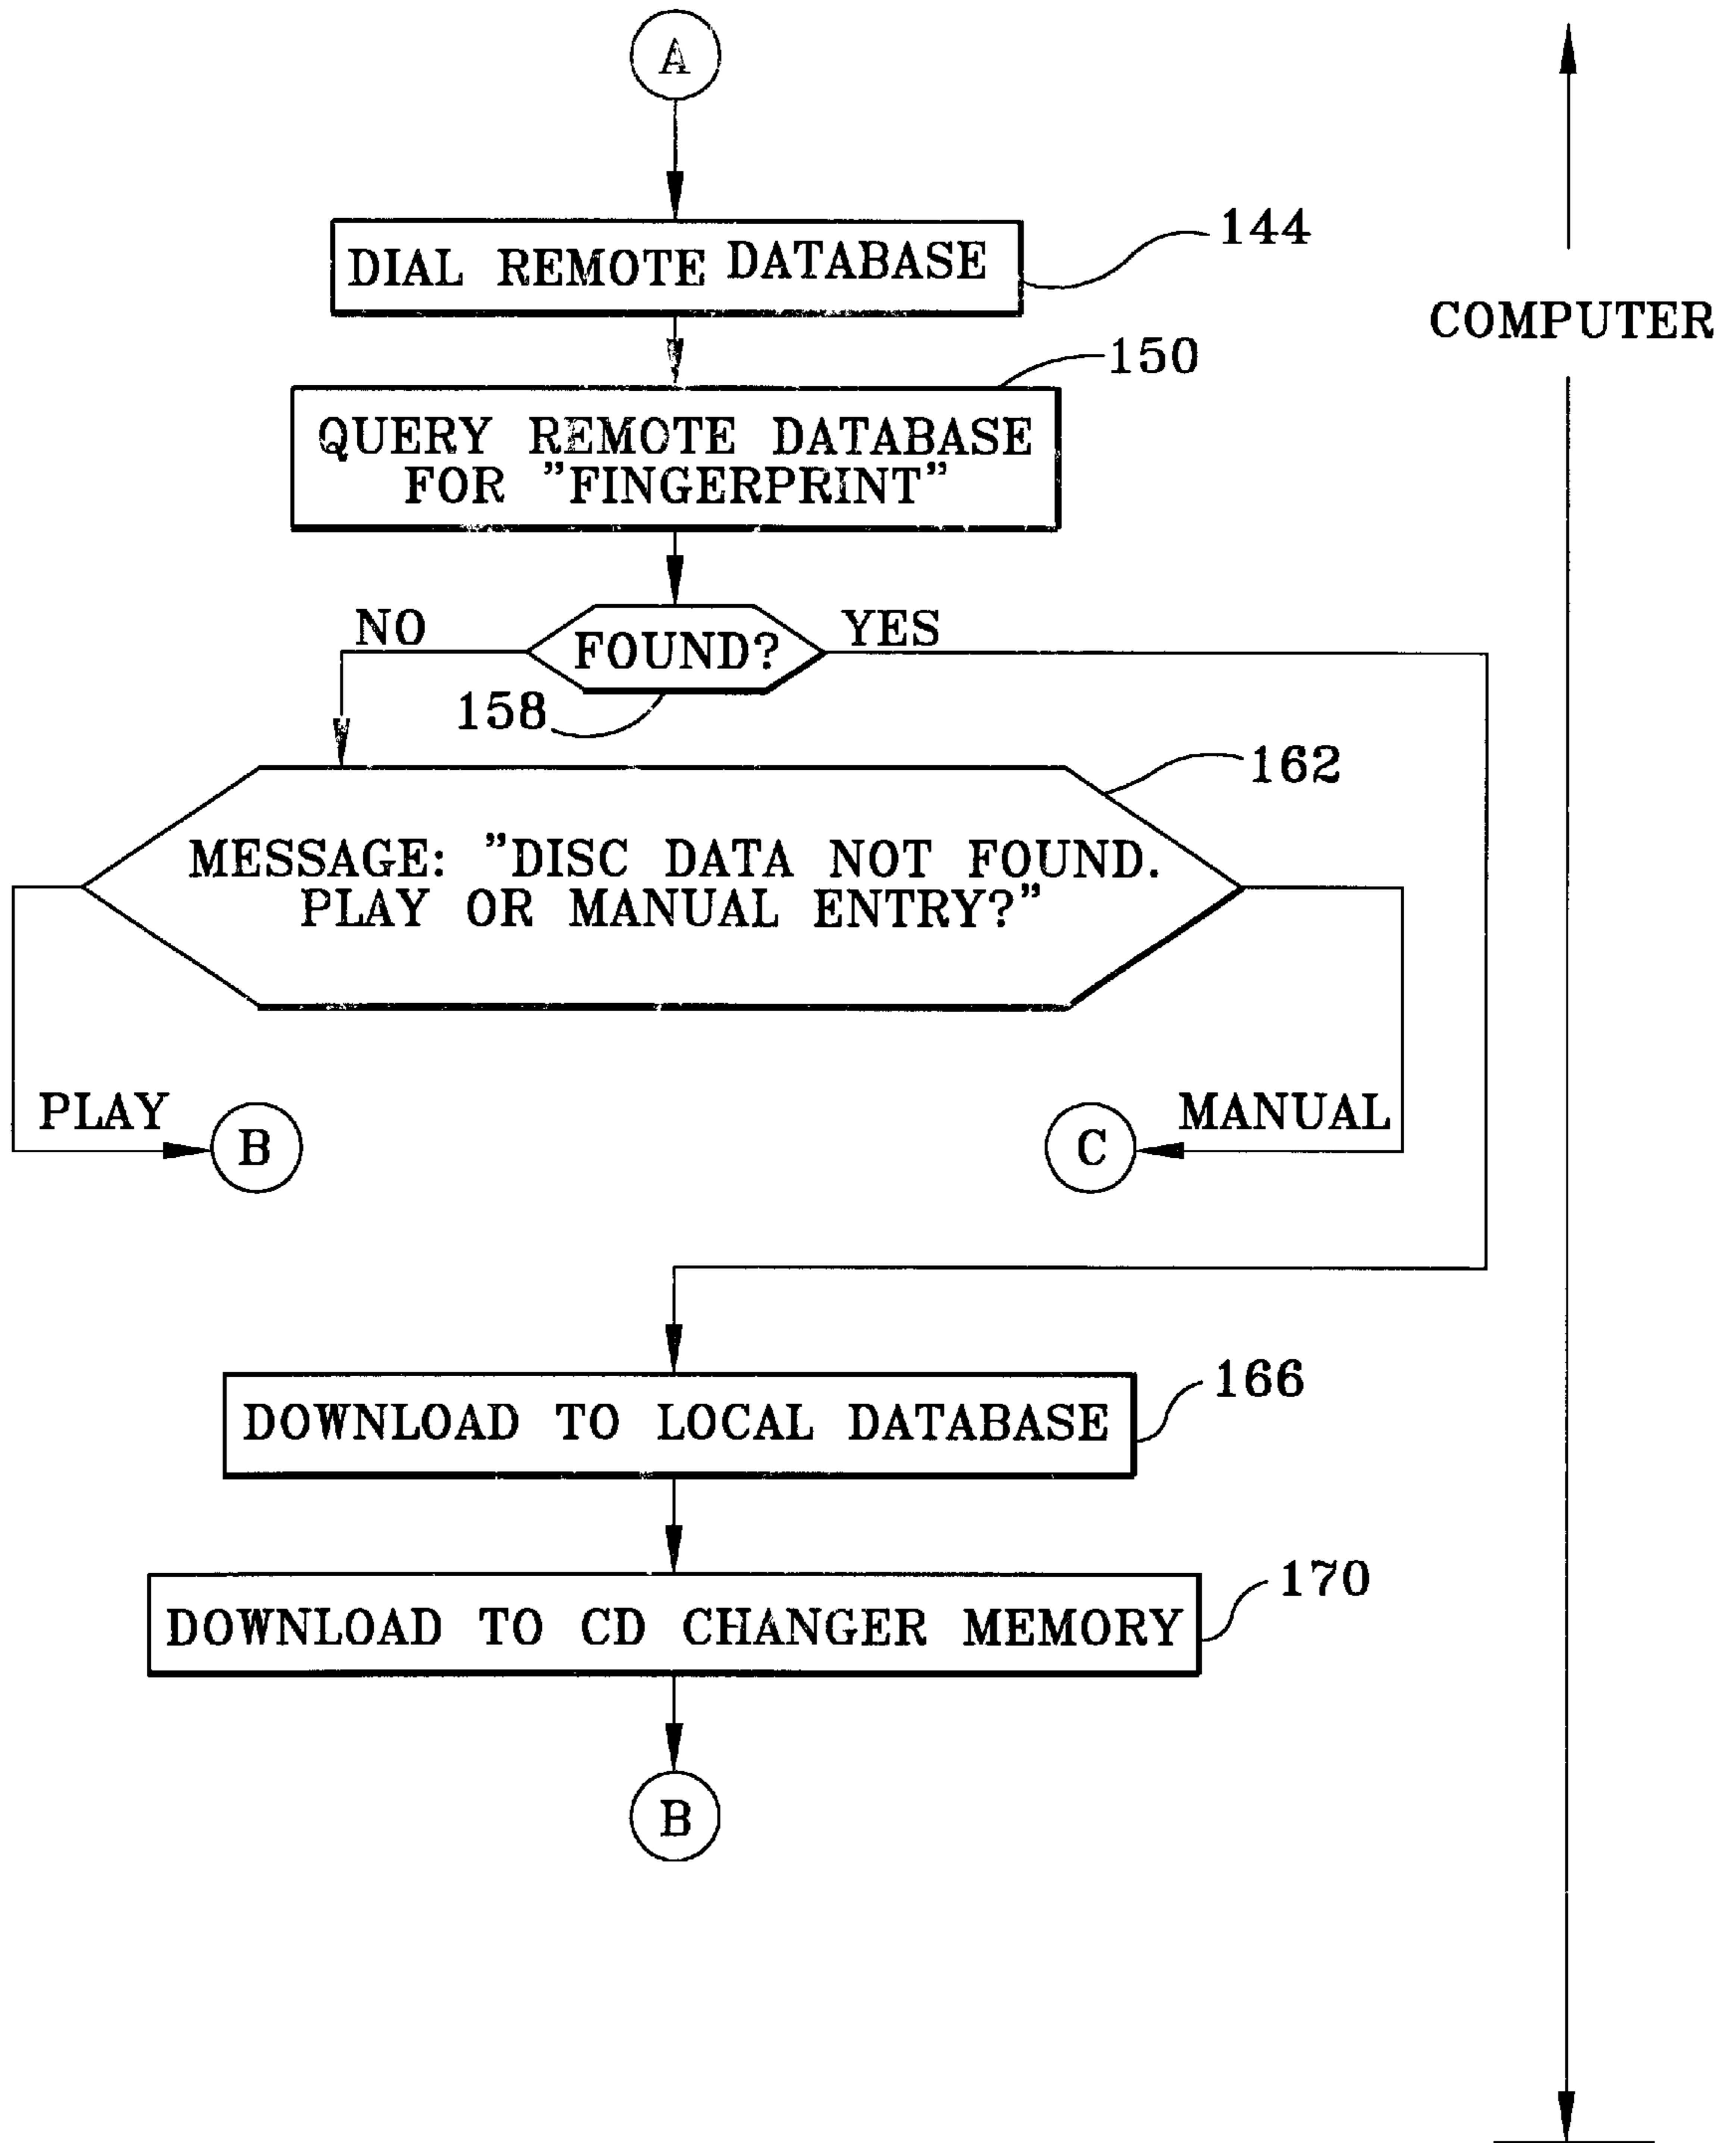 A
DIAL REMOTE DATABASE
144
COMPUTER
150
QUERY REMOTE DATABASE
FOR "FINGERPRINT"
NO
FOUND?
YES
158
162
MESSAGE: "DISC DATA NOT FOUND.
PLAY OR MANUAL ENTRY?"
PLAY
B
C
MANUAL
166
DOWNLOAD TO LOCAL DATABASE
170
DOWNLOAD TO CD CHANGER MEMORY
B